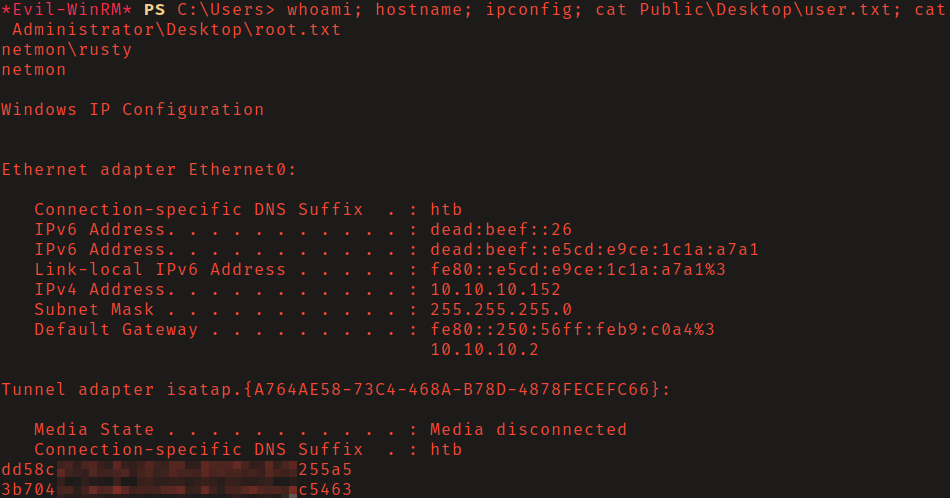 *Evil-WinRM* PS C:\Users> whoami; hostname; ipconfig; cat Public\Desktop\user.txt; cat
Administrator\Desktop\root.txt
netmon\rusty
netmon
Windows IP Configuration
Ethernet adapter Ethernet0:
Connection-specific DNS Suffix  . : htb
IPv6 Address. . . . . . . . . . . : dead:beef::26
IPv6 Address. . . . . . . . . . . : dead:beef::e5cd:e9ce:1c1a:a7a1
Link-local IPv6 Address . . . . . : fe80::e5cd:e9ce:1c1a:a7a1%3
IPv4 Address. . . . . . . . . . . : 10.10.10.152
Subnet Mask . . . . . . . . . . . : 255.255.255.0
Default Gateway . . . . . . . . . : fe80::250:56ff:feb9:c0a4%3
10.10.10.2
Tunnel adapter isatap.{A764AE58-73C4-468A-B78D-4878FECEFC66}:
Media State . . . . . . . . . . . : Media disconnected
Connection-specific DNS Suffix  . : htb
dd58c 255a5
3b704 c5463